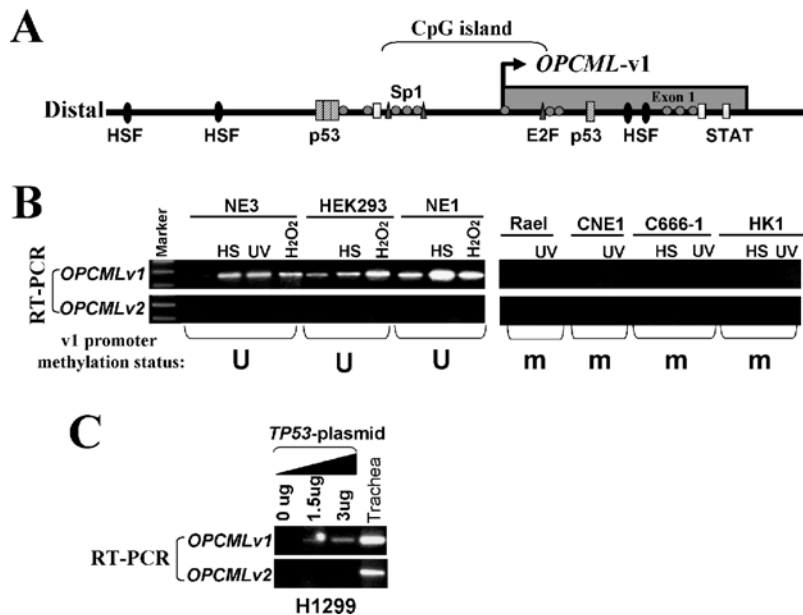 A
CpG island
OPCML-v1
Sp1
Exon 1
Distal
HSF HSF p53 E2F p53 HSF STAT
B
NE3 HEK293 NE1 Rael CNE1 C666-1 HK1
Marker HS UV H2O2 HS H2O2 HS H2O2 UV UV HS UV HS UV
RT-PCR
OPCMLv1
OPCMLv2
v1 promoter
methylation status:
U U U m m m m
C
TP53-plasmid
0 ug 1.5ug 3ug Trachea
RT-PCR
OPCMLv1
OPCMLv2
H1299